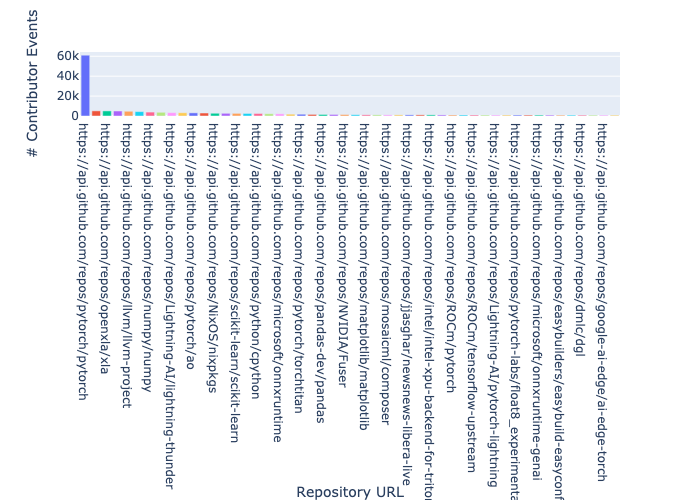 # Contributor Events
60k
40k
20k
0
https://api.github.com/repos/pytorch/pytorch
https://api.github.com/repos/openxla/xla
https://api.github.com/repos/llvm/llvm-project
https://api.github.com/repos/numpy/numpy
https://api.github.com/repos/Lightning-AI/lightning-thunder
https://api.github.com/repos/pytorch/ao
https://api.github.com/repos/NixOS/nixpkgs
https://api.github.com/repos/scikit-learn/scikit-learn
https://api.github.com/repos/python/cpython
https://api.github.com/repos/microsoft/onnxruntime
https://api.github.com/repos/pytorch/torchtitan
https://api.github.com/repos/pandas-dev/pandas
https://api.github.com/repos/NVIDIA/Fuser
https://api.github.com/repos/matplotlib/matplotlib
https://api.github.com/repos/mosaicml/composer
https://api.github.com/repos/jjasghar/newsnews-libera-live
https://api.github.com/repos/intel/intel-xpu-backend-for-triton
https://api.github.com/repos/ROCm/pytorch
https://api.github.com/repos/ROCm/tensorflow-upstream
https://api.github.com/repos/Lightning-AI/pytorch-lightning
https://api.github.com/repos/pytorch-labs/float8_experimenta
https://api.github.com/repos/microsoft/onnxruntime-genai
https://api.github.com/repos/easybuilders/easybuild-easyconf
https://api.github.com/repos/dmlc/dgl
https://api.github.com/repos/google-ai-edge/ai-edge-torch
Repository URL